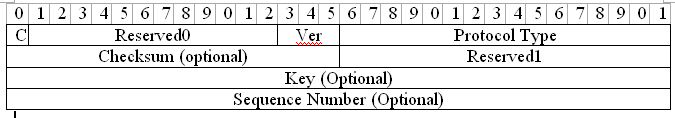 0 1 2 3 4 5 6 7 8 9 0 1 2 3 4 5 6 7 8 9 0 1 2 3 4 5 6 7 8 9 0 1
C Reserved0 Ver Protocol Type
Checksum (optional) Reserved1
Key (Optional)
Sequence Number (Optional)